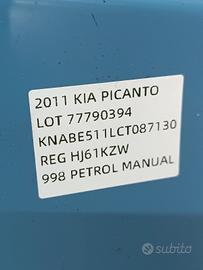 2011 KIA PICANTO
LOT 77790394
KNABE511LCT087130
REG HJ61KZW
998 PETROL MANUAL
subito